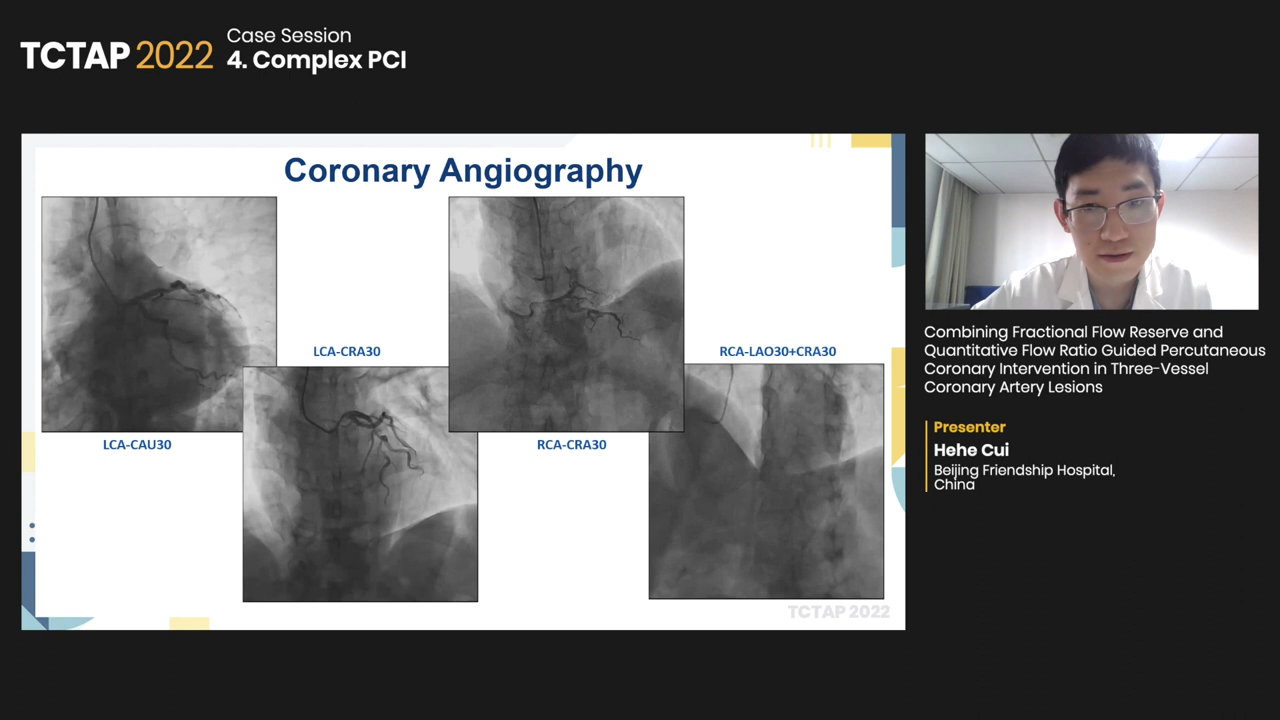 TCTAP 2022
Case Session
4. Complex PCI
Coronary Angiography
LCA-CRA30
RCA-LAO30+CRA30
LCA-CAU30
RCA-CRA30
TCTAP 2022
Combining Fractional Flow Reserve and
Quantitative Flow Ratio Guided Percutaneous
Coronary Intervention in Three-Vessel
Coronary Artery Lesions
Presenter
Hehe Cui
Beijing Friendship Hospital,
China